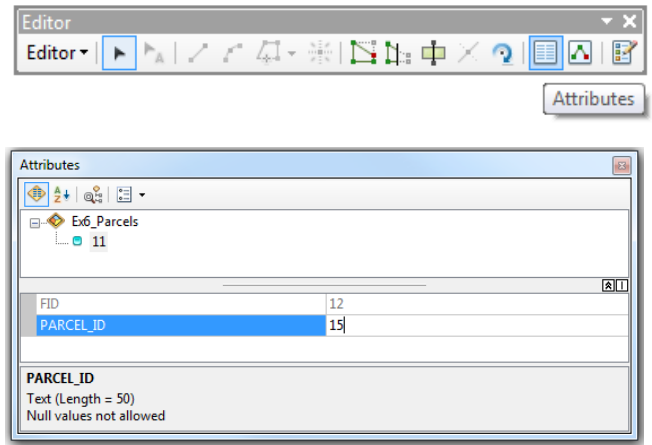 Editor
Editor
Attributes
Attributes
Ex6_Parcels
11
FID 12
PARCEL_ID 15
PARCEL_ID
Text (Length = 50)
Null values not allowed